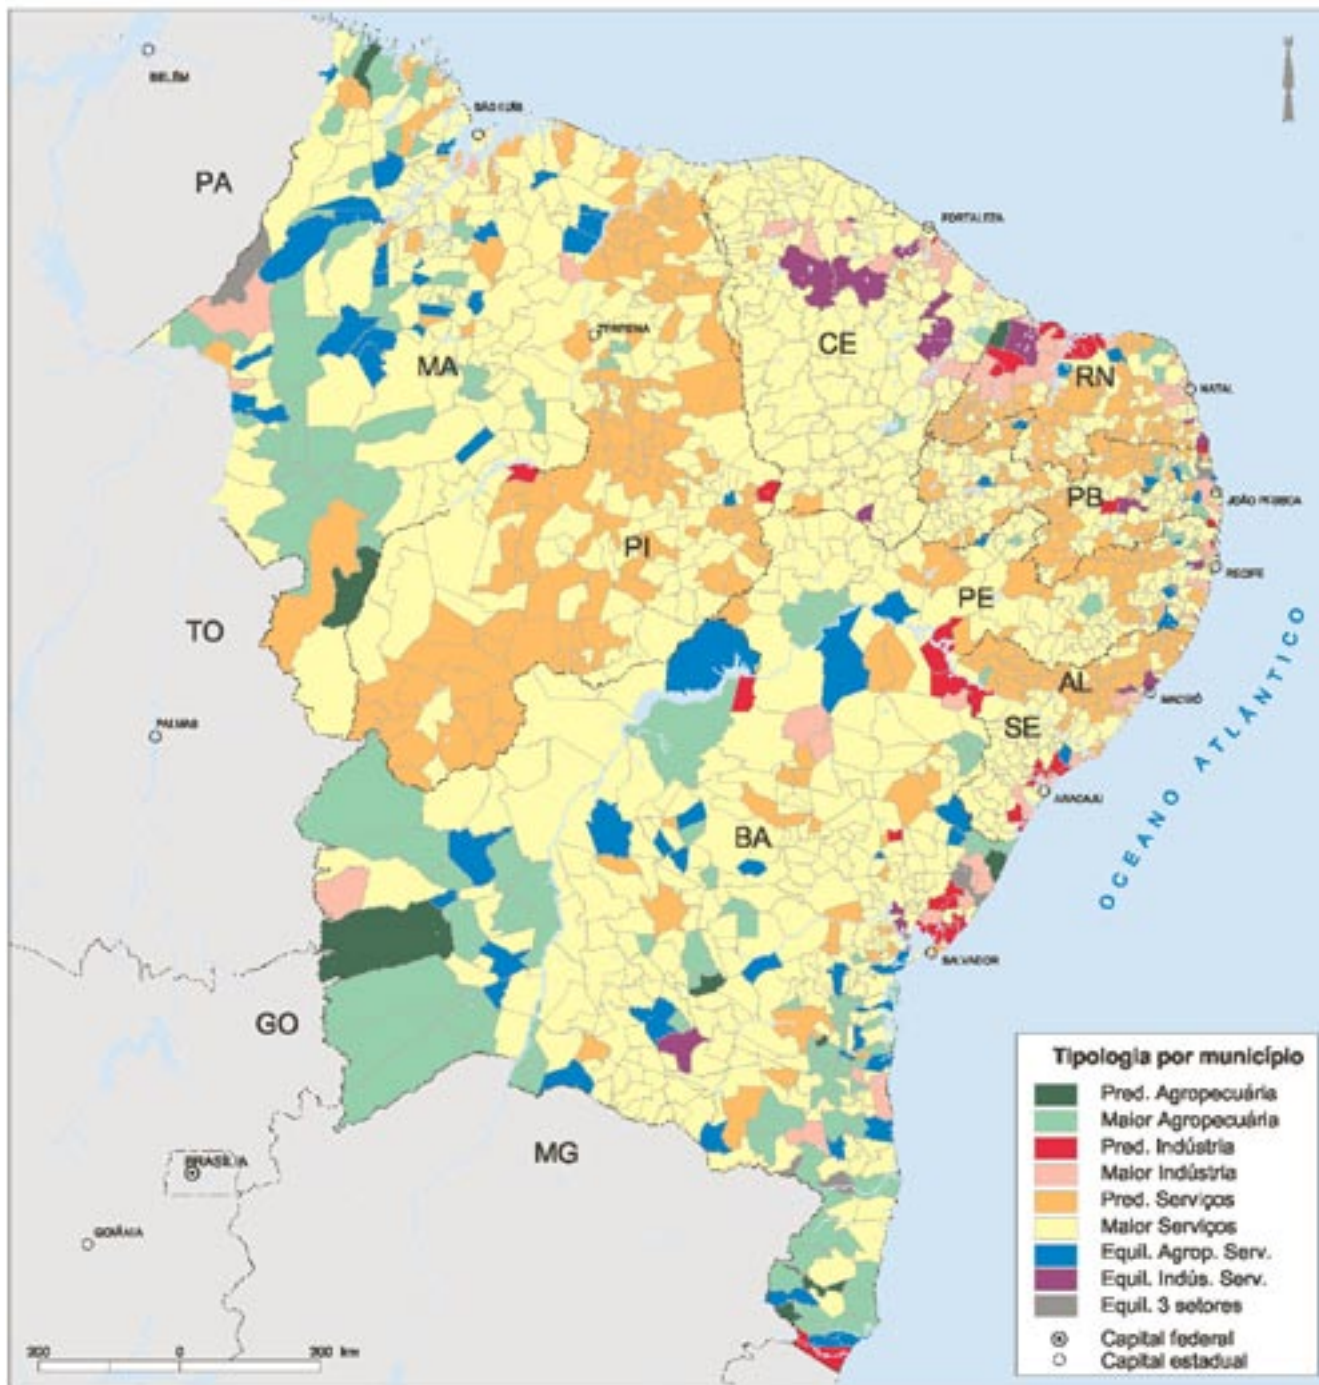 BELÉM
SÃO LUÍS
PA
FORTALEZA
CE
TERESINA
MA
RN
NATAL
PB
JOÃO PESSOA
PI
RECIFE
PE
TO
AL
MACEIÓ
SE
PALMAS
ARACAJU
BA
OCEANO ATLÂNTICO
SALVADOR
GO
MG
BRASÍLIA
GOIÂNIA
Tipologia por município
Pred. Agropecuária
Maior Agropecuária
Pred. Indústria
Maior Indústria
Pred. Serviços
Maior Serviços
Equil. Agrop. Serv.
Equil. Indús. Serv.
Equil. 3 setores
Capital federal
Capital estadual
0 300 km